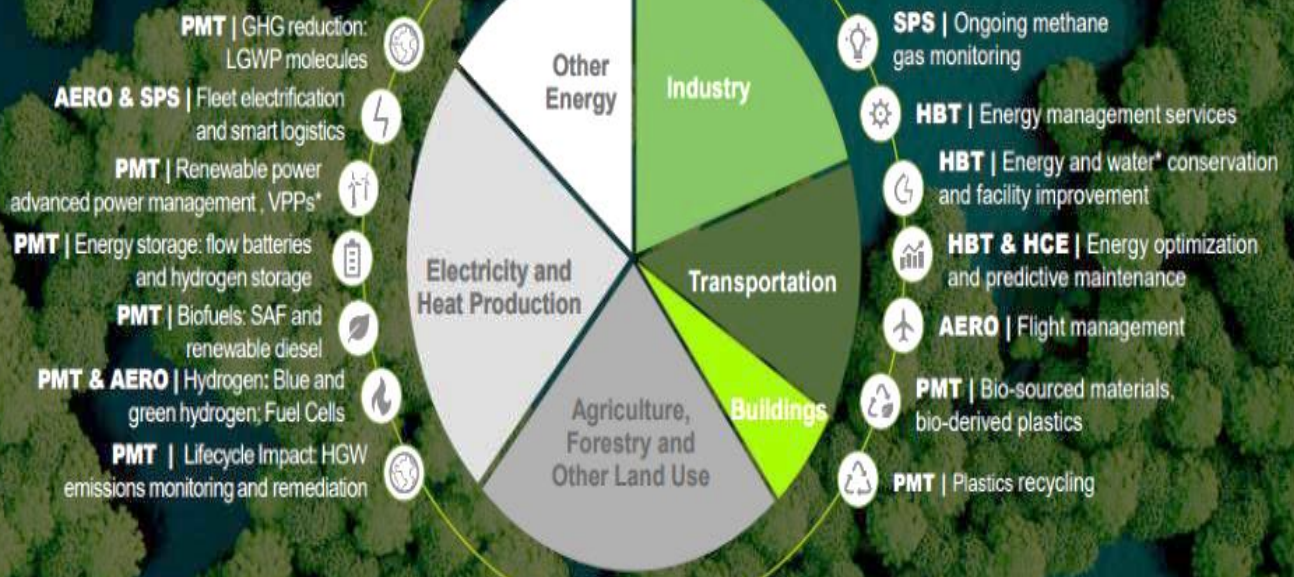 PMT | GHG reduction:
LGWP molecules
AERO & SPS | Fleet electrification
and smart logistics
PMT | Renewable power
advanced power management , VPPs*
PMT | Energy storage: flow batteries
and hydrogen storage
PMT | Biofuels: SAF and
renewable diesel
PMT & AERO | Hydrogen: Blue and
green hydrogen; Fuel Cells
PMT | Lifecycle Impact: HGW
emissions monitoring and remediation
Other
Energy
Industry
Electricity and
Heat Production
Transportation
Agriculture,
Forestry and
Other Land Use
Buildings
SPS | Ongoing methane
gas monitoring
HBT | Energy management services
HBT | Energy and water* conservation
and facility improvement
HBT & HCE | Energy optimization
and predictive maintenance
AERO | Flight management
PMT | Bio-sourced materials,
bio-derived plastics
PMT | Plastics recycling